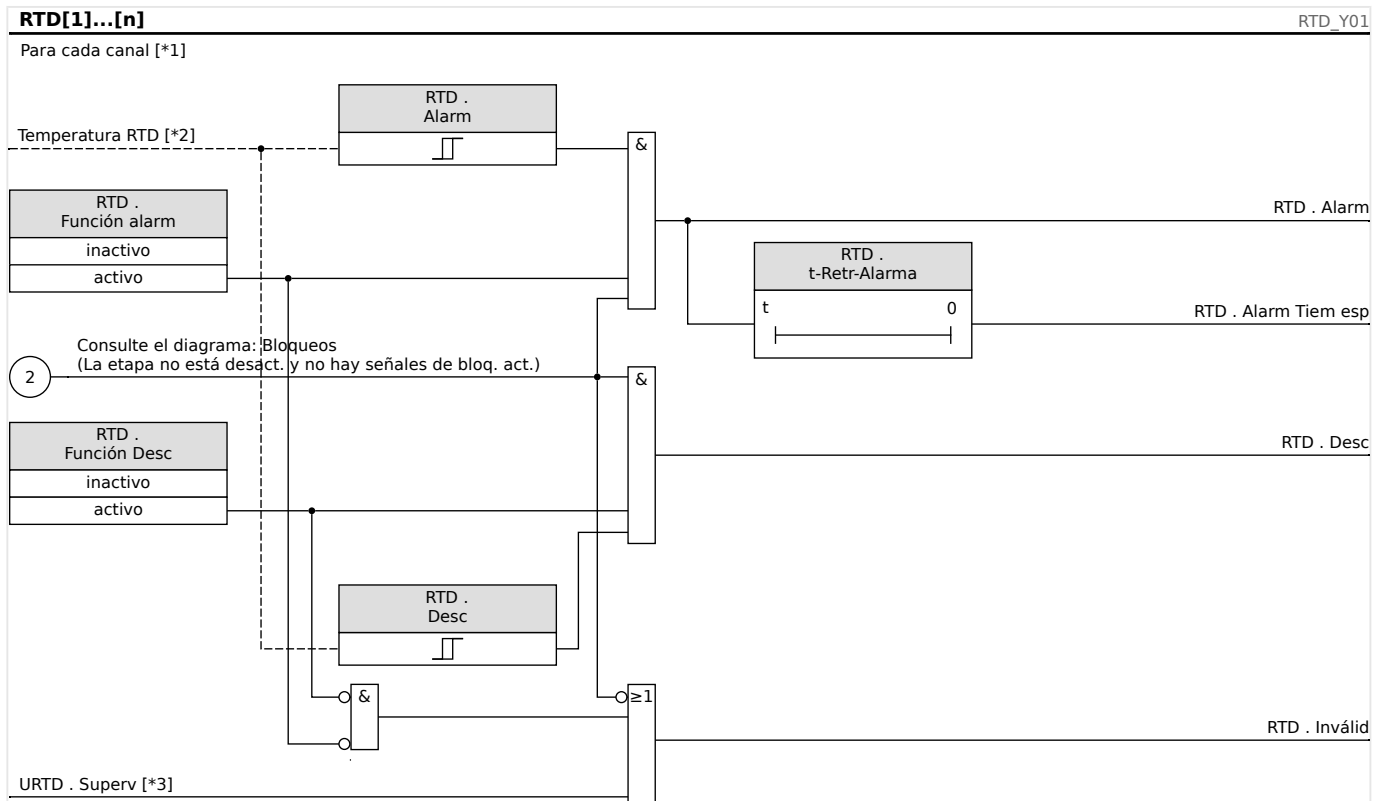 RTD[1]...[n]
RTD_Y01
Para cada canal [*1]
RTD .
Alarm
Temperatura RTD [*2]
&
RTD .
Función alarm
inactivo
activo
RTD . Alarm
RTD .
t-Retr-Alarma
t 0
RTD . Alarm Tiem esp
Consulte el diagrama: Bloqueos
(La etapa no está desact. y no hay señales de bloq. act.)
2
&
RTD .
Función Desc
inactivo
activo
RTD . Desc
RTD .
Desc
&
≥1
RTD . Inválid
URTD . Superv [*3]